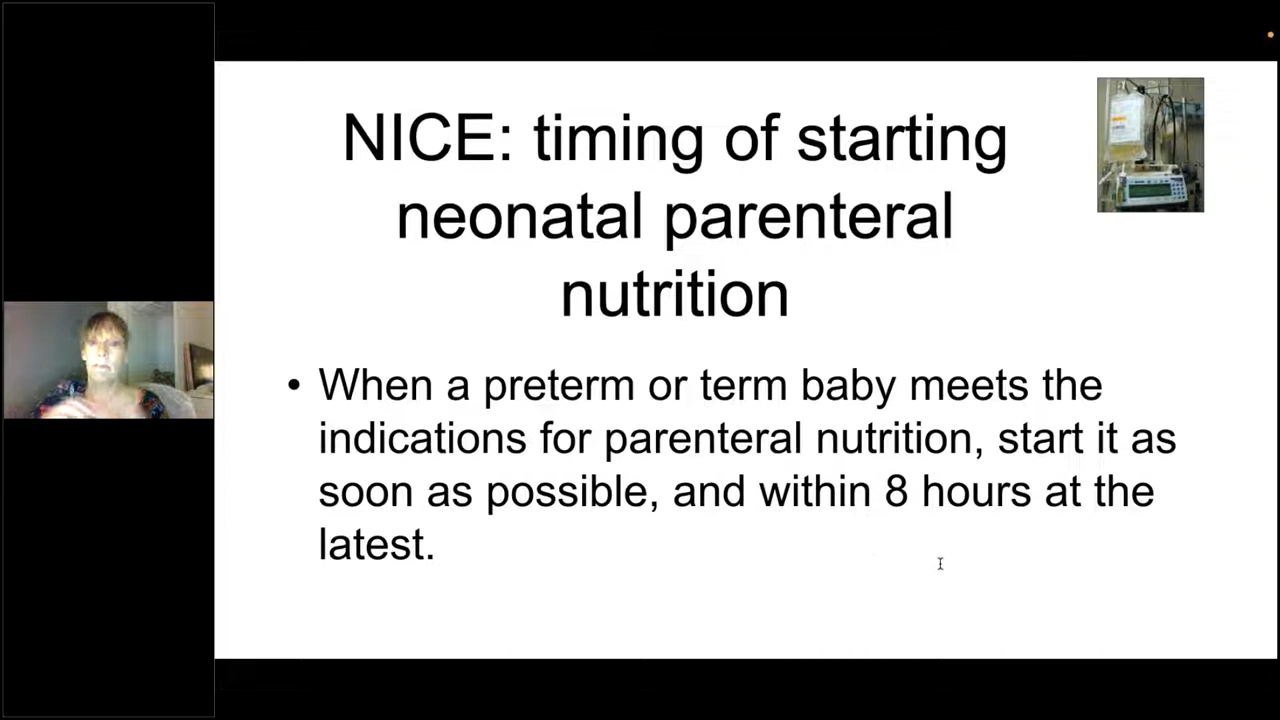 NICE: timing of starting
neonatal parenteral
nutrition
• When a preterm or term baby meets the
indications for parenteral nutrition, start it as
soon as possible, and within 8 hours at the
latest.